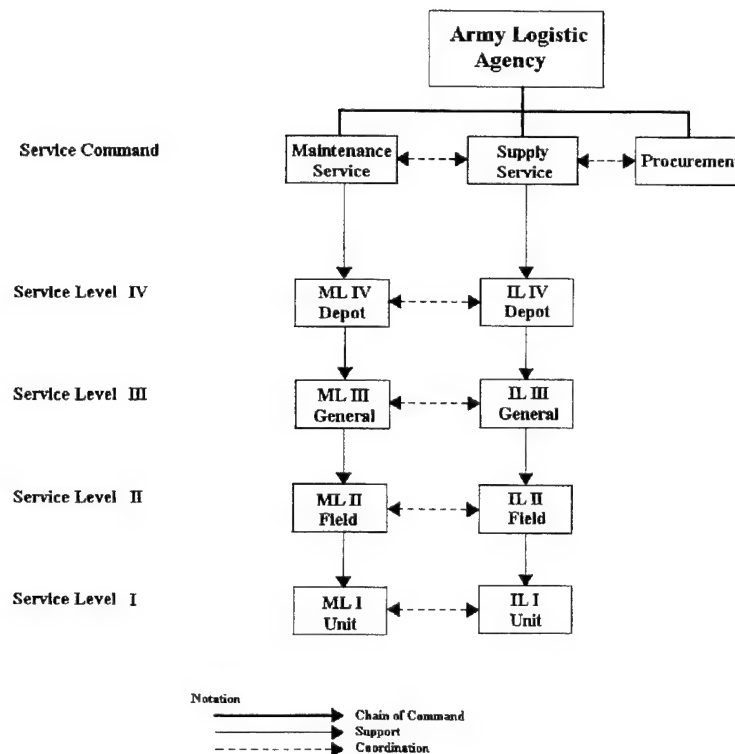 Army Logistic
Agency
Service Command
Maintenance
Service
Supply
Service
Procurement
Service Level IV
ML IV
Depot
IL IV
Depot
Service Level III
ML III
General
IL III
General
Service Level II
ML II
Field
IL II
Field
Service Level I
ML I
Unit
IL I
Unit
Notation
Chain of Command
Support
Coordination